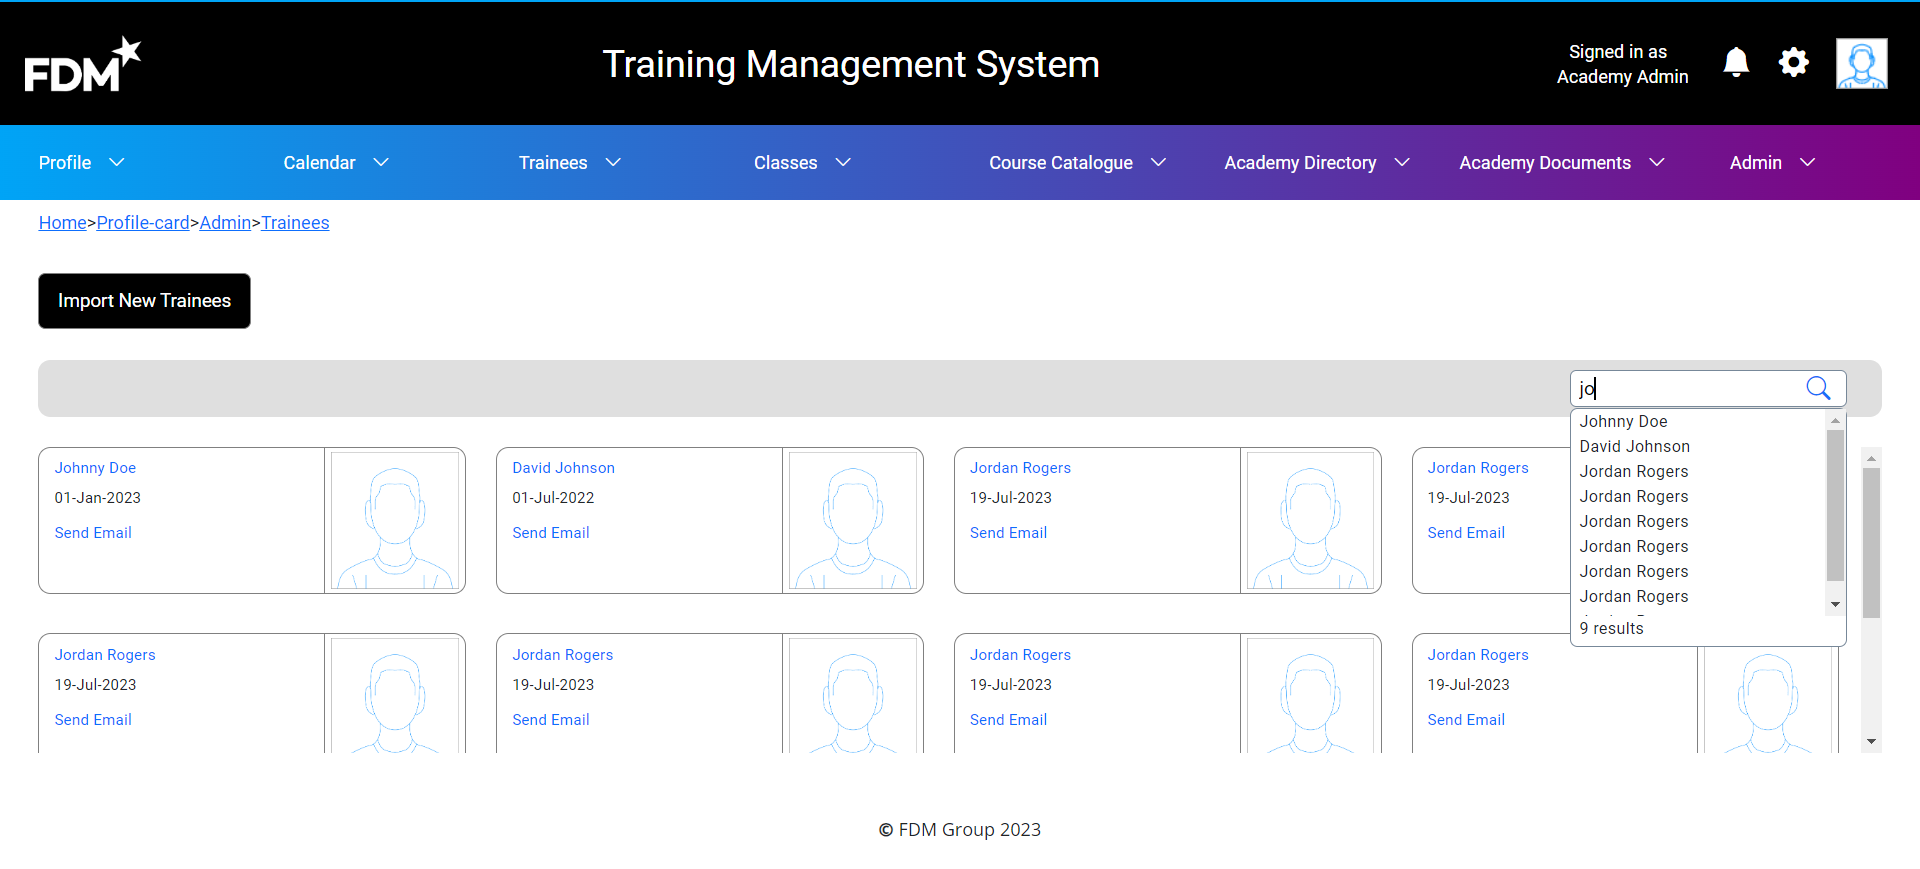 FDM
Training Management System
Signed in as
Academy Admin
Profile
Calendar
Trainees
Classes
Course Catalogue
Academy Directory
Academy Documents
Admin
Home>Profile-card>Admin>Trainees
Import New Trainees
jo
Johnny Doe
David Johnson
Jordan Rogers
Jordan Rogers
Jordan Rogers
Jordan Rogers
Jordan Rogers
Jordan Rogers
9 results
Johnny Doe
01-Jan-2023
Send Email
David Johnson
01-Jul-2022
Send Email
Jordan Rogers
19-Jul-2023
Send Email
Jordan Rogers
19-Jul-2023
Send Email
Jordan Rogers
19-Jul-2023
Send Email
Jordan Rogers
19-Jul-2023
Send Email
Jordan Rogers
19-Jul-2023
Send Email
Jordan Rogers
19-Jul-2023
Send Email
© FDM Group 2023